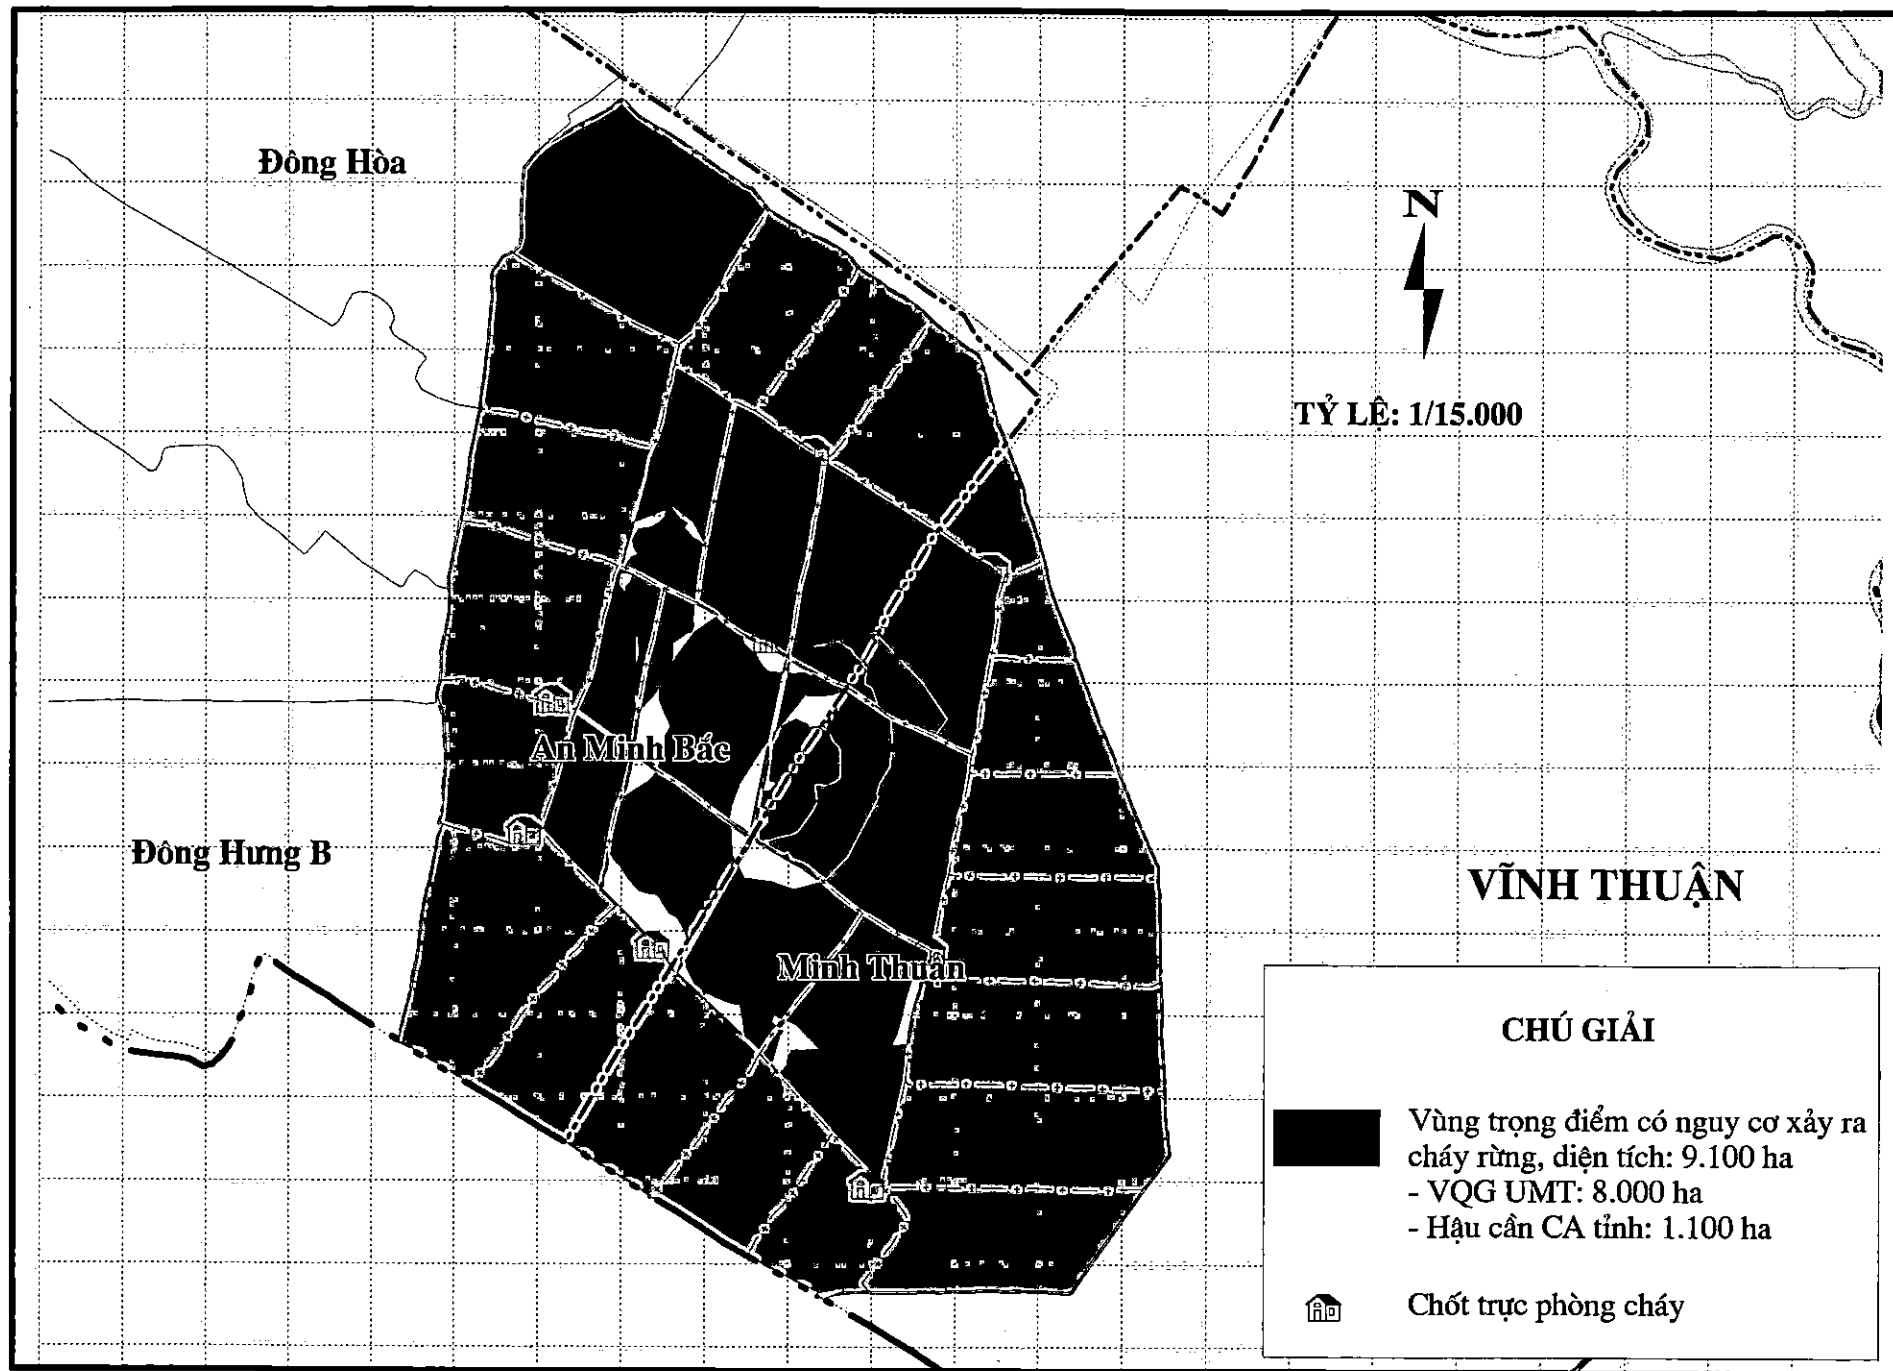 Đông Hòa
N
TỶ LỆ: 1/15.000
An Minh Bắc
Đông Hưng B
VĨNH THUẬN
Minh Thuận
CHÚ GIẢI
Vùng trọng điểm có nguy cơ xảy ra
cháy rừng, diện tích: 9.100 ha
- VQG UMT: 8.000 ha
- Hậu cần CA tỉnh: 1.100 ha
Chốt trực phòng cháy